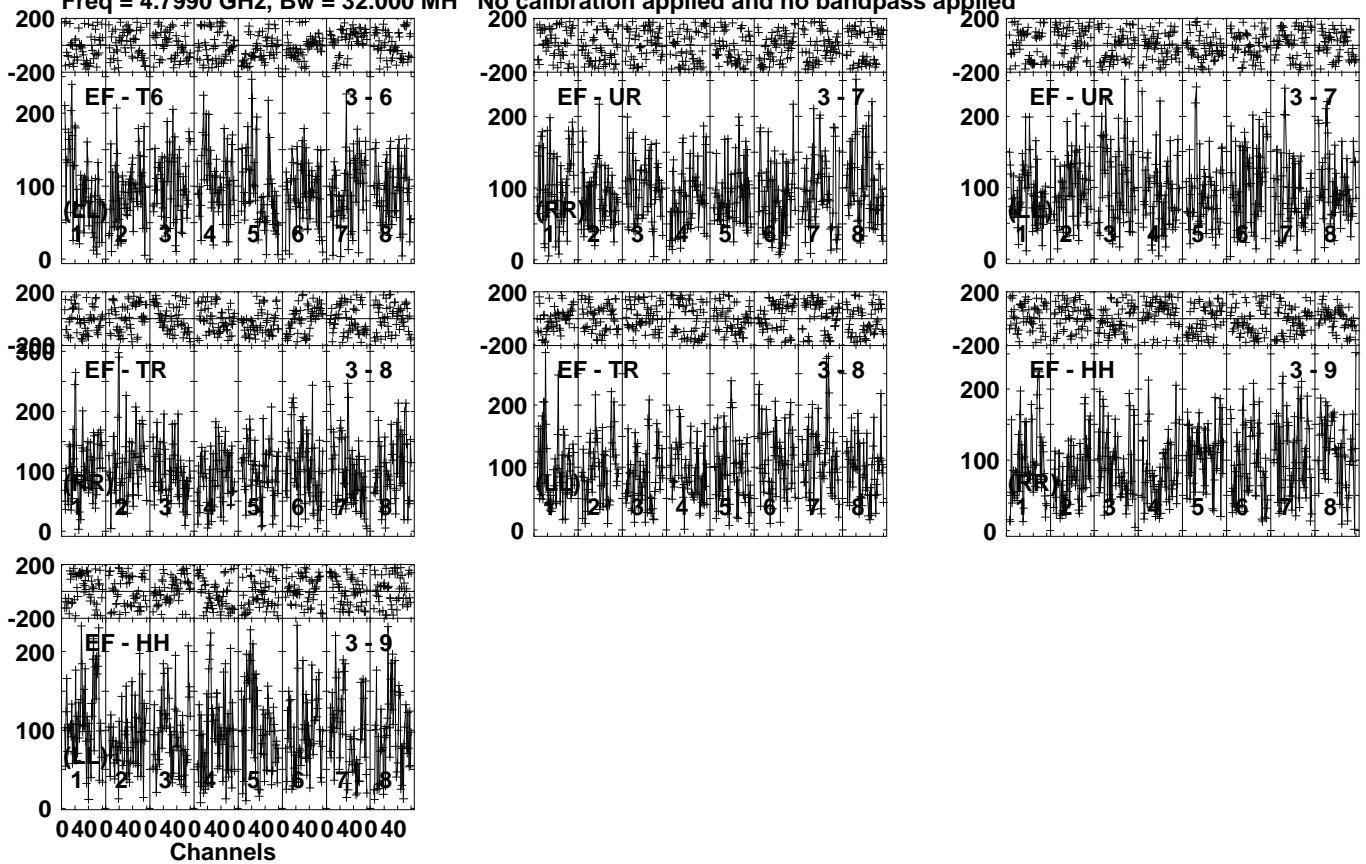 Freq = 4.7990 GHz, Bw = 32.000 MH No calibration applied and no bandpass applied
200
-200
200
100
0
EF - T6 3 - 6
(LL)
1 2 3 4 5 6 7 8
200
-200
200
100
0
EF - UR 3 - 7
(RR)
1 2 3 4 5 6 7 8
200
-200
200
100
0
EF - UR 3 - 7
(LL)
1 2 3 4 5 6 7 8
200
-200
300
200
100
0
EF - TR 3 - 8
(RR)
1 2 3 4 5 6 7 8
200
-200
200
100
0
EF - TR 3 - 8
(LL)
1 2 3 4 5 6 7 8
200
-200
200
100
0
EF - HH 3 - 9
(RR)
1 2 3 4 5 6 7 8
200
-200
200
100
0
EF - HH 3 - 9
(LL)
1 2 3 4 5 6 7 8
0 40 0 40 0 40 0 40 0 40 0 40 0 40 0 40
Channels